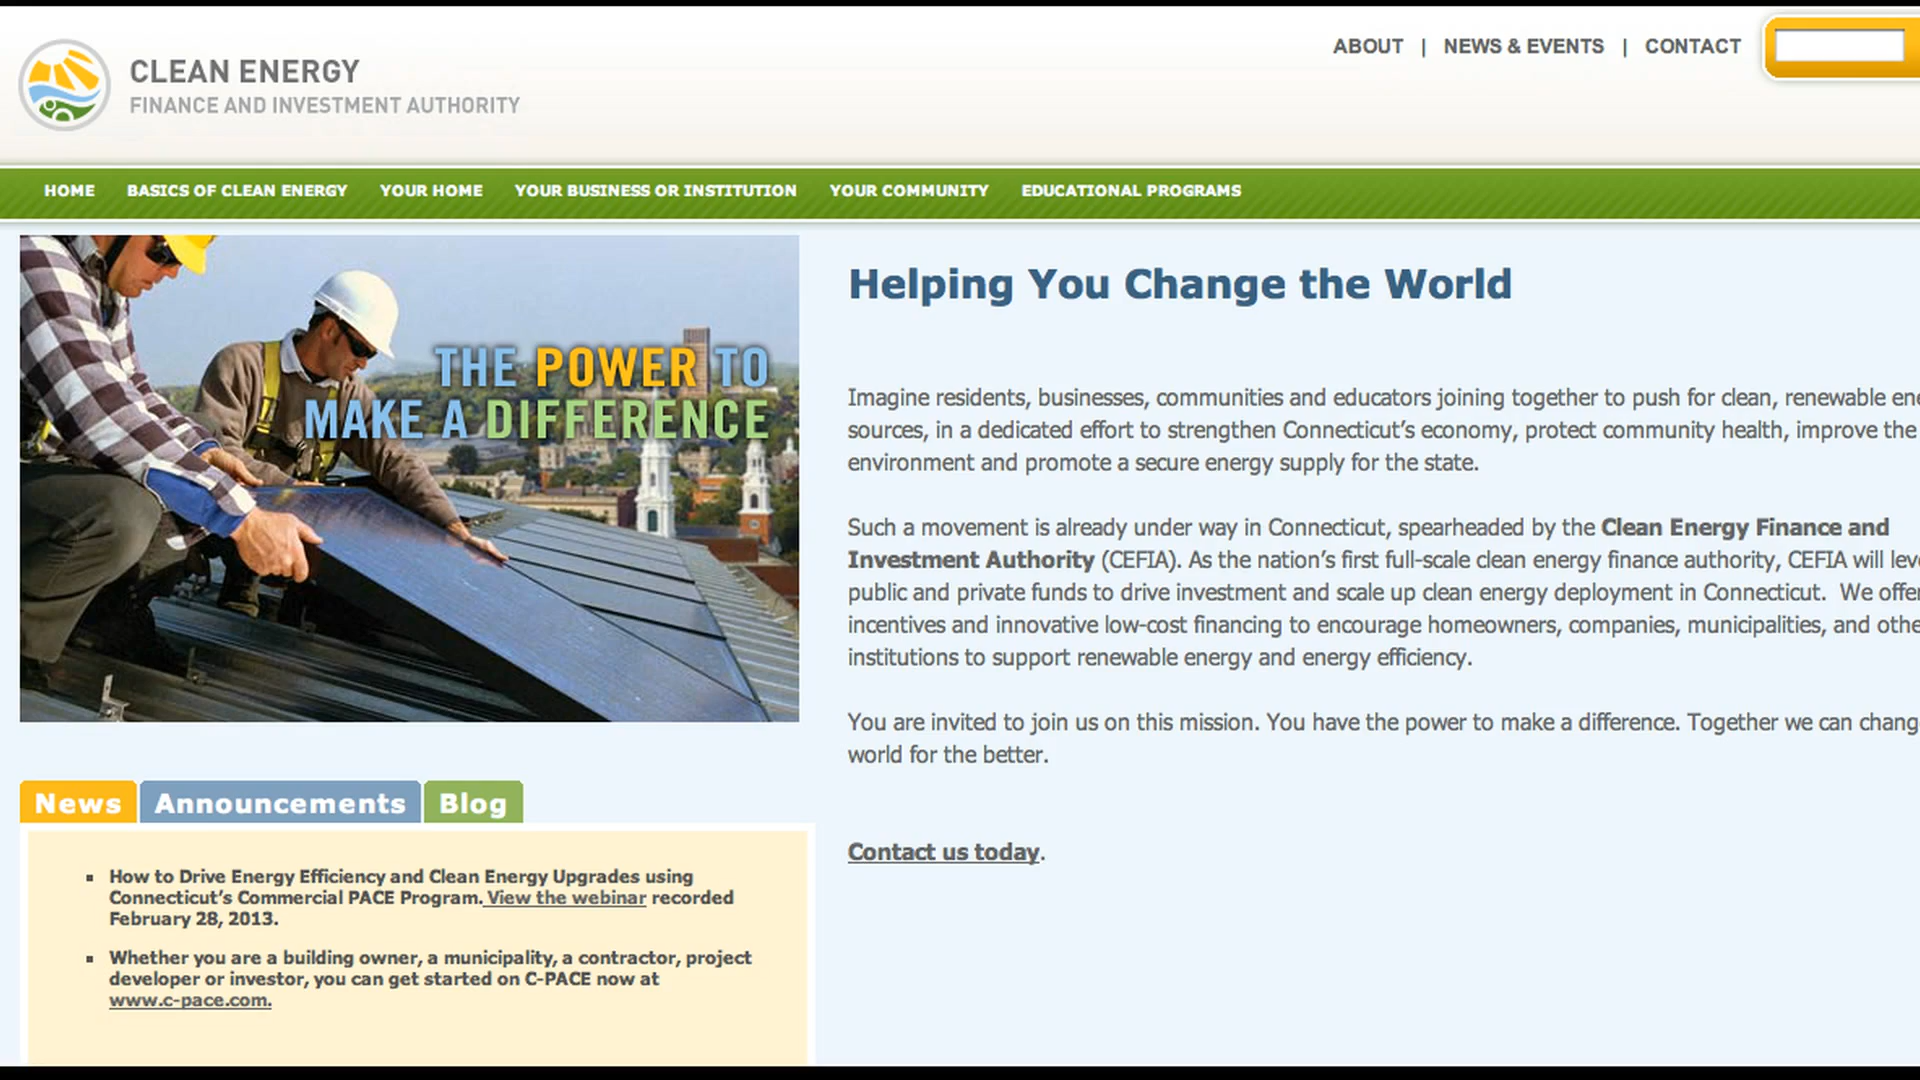 CLEAN ENERGY
FINANCE AND INVESTMENT AUTHORITY
ABOUT | NEWS & EVENTS | CONTACT
HOME BASICS OF CLEAN ENERGY YOUR HOME YOUR BUSINESS OR INSTITUTION YOUR COMMUNITY EDUCATIONAL PROGRAMS
THE POWER TO
MAKE A DIFFERENCE
Helping You Change the World
Imagine residents, businesses, communities and educators joining together to push for clean, renewable
sources, in a dedicated effort to strengthen Connecticut's economy, protect community health, improve the
environment and promote a secure energy supply for the state.
Such a movement is already under way in Connecticut, spearheaded by the Clean Energy Finance and
Investment Authority (CEFIA). As the nation's first full-scale clean energy finance authority, CEFIA will
public and private funds to drive investment and scale up clean energy deployment in Connecticut. We offer
incentives and innovative low-cost financing to encourage homeowners, companies, municipalities, and
institutions to support renewable energy and energy efficiency.
You are invited to join us on this mission. You have the power to make a difference. Together we can
world for the better.
Contact us today.
News Announcements Blog
▪ How to Drive Energy Efficiency and Clean Energy Upgrades using
Connecticut's Commercial PACE Program. View the webinar recorded
February 28, 2013.
▪ Whether you are a building owner, a municipality, a contractor, project
developer or investor, you can get started on C-PACE now at
www.c-pace.com.